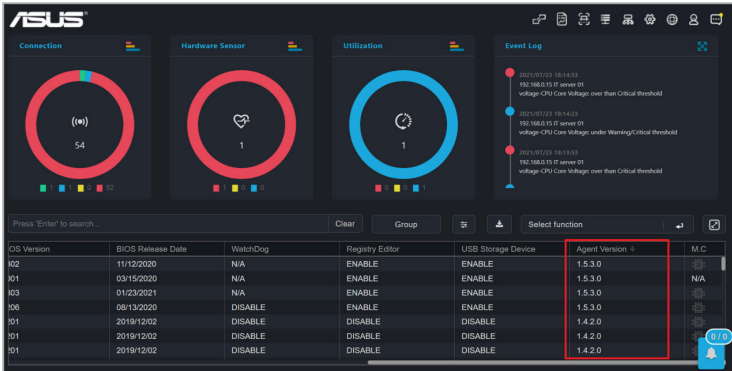 ASUS
Connection
Hardware Sensor
Utilization
Event Log
54
1 1 0 52
1
1 0 0
1
0 0 1
2021/07/23 18:14:33
192.168.0.15 IT server 01
voltage-CPU Core Voltage: over than Critical threshold
2021/07/23 18:14:23
192.168.0.15 IT server 01
voltage-CPU Core Voltage: under Warning/Critical threshold
2021/07/23 18:13:53
192.168.0.15 IT server 01
voltage-CPU Core Voltage: over than Critical threshold
Press 'Enter' to search... Clear Group Select function
OS Version BIOS Release Date WatchDog Registry Editor USB Storage Device Agent Version M.C
302 11/12/2020 N/A ENABLE ENABLE 1.5.3.0
001 03/15/2020 N/A ENABLE ENABLE 1.5.3.0 N/A
303 01/23/2021 N/A ENABLE ENABLE 1.5.3.0
206 08/13/2020 DISABLE ENABLE ENABLE 1.5.3.0
201 2019/12/02 DISABLE DISABLE DISABLE 1.4.2.0
201 2019/12/02 DISABLE DISABLE DISABLE 1.4.2.0
201 2019/12/02 DISABLE DISABLE DISABLE 1.4.2.0
0 / 0